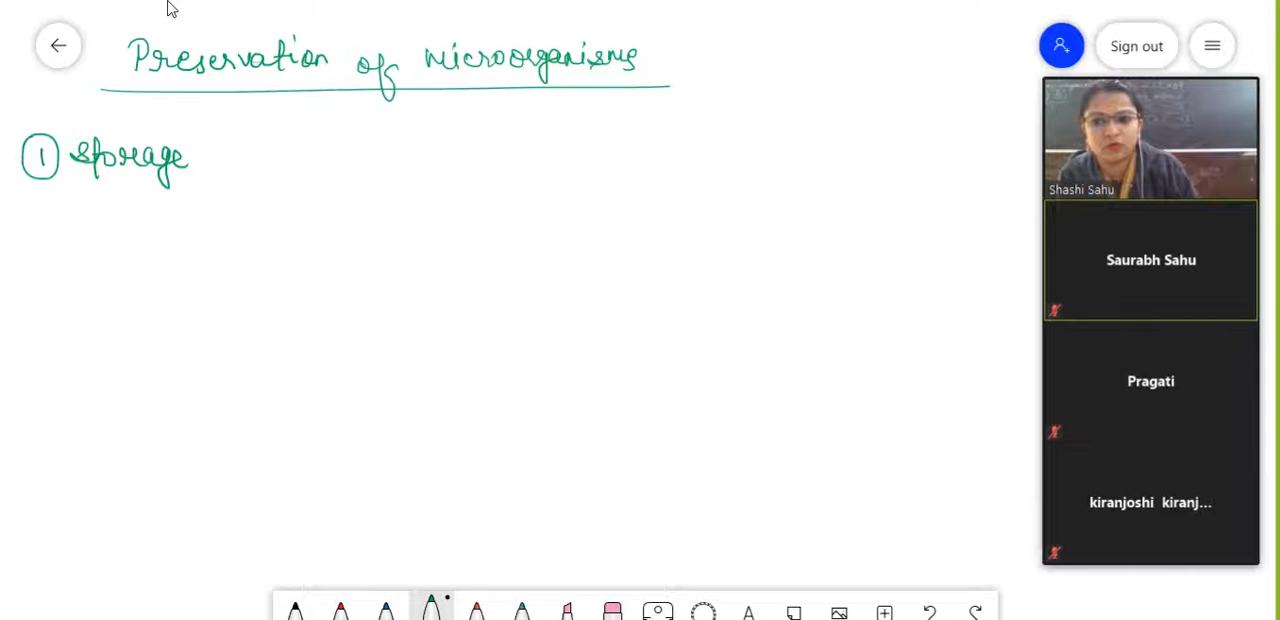 Preservation of microorganisms
Sign out
1 Storage
Shashi Sahu
Saurabh Sahu
Pragati
kiranjoshi kiranj...
A